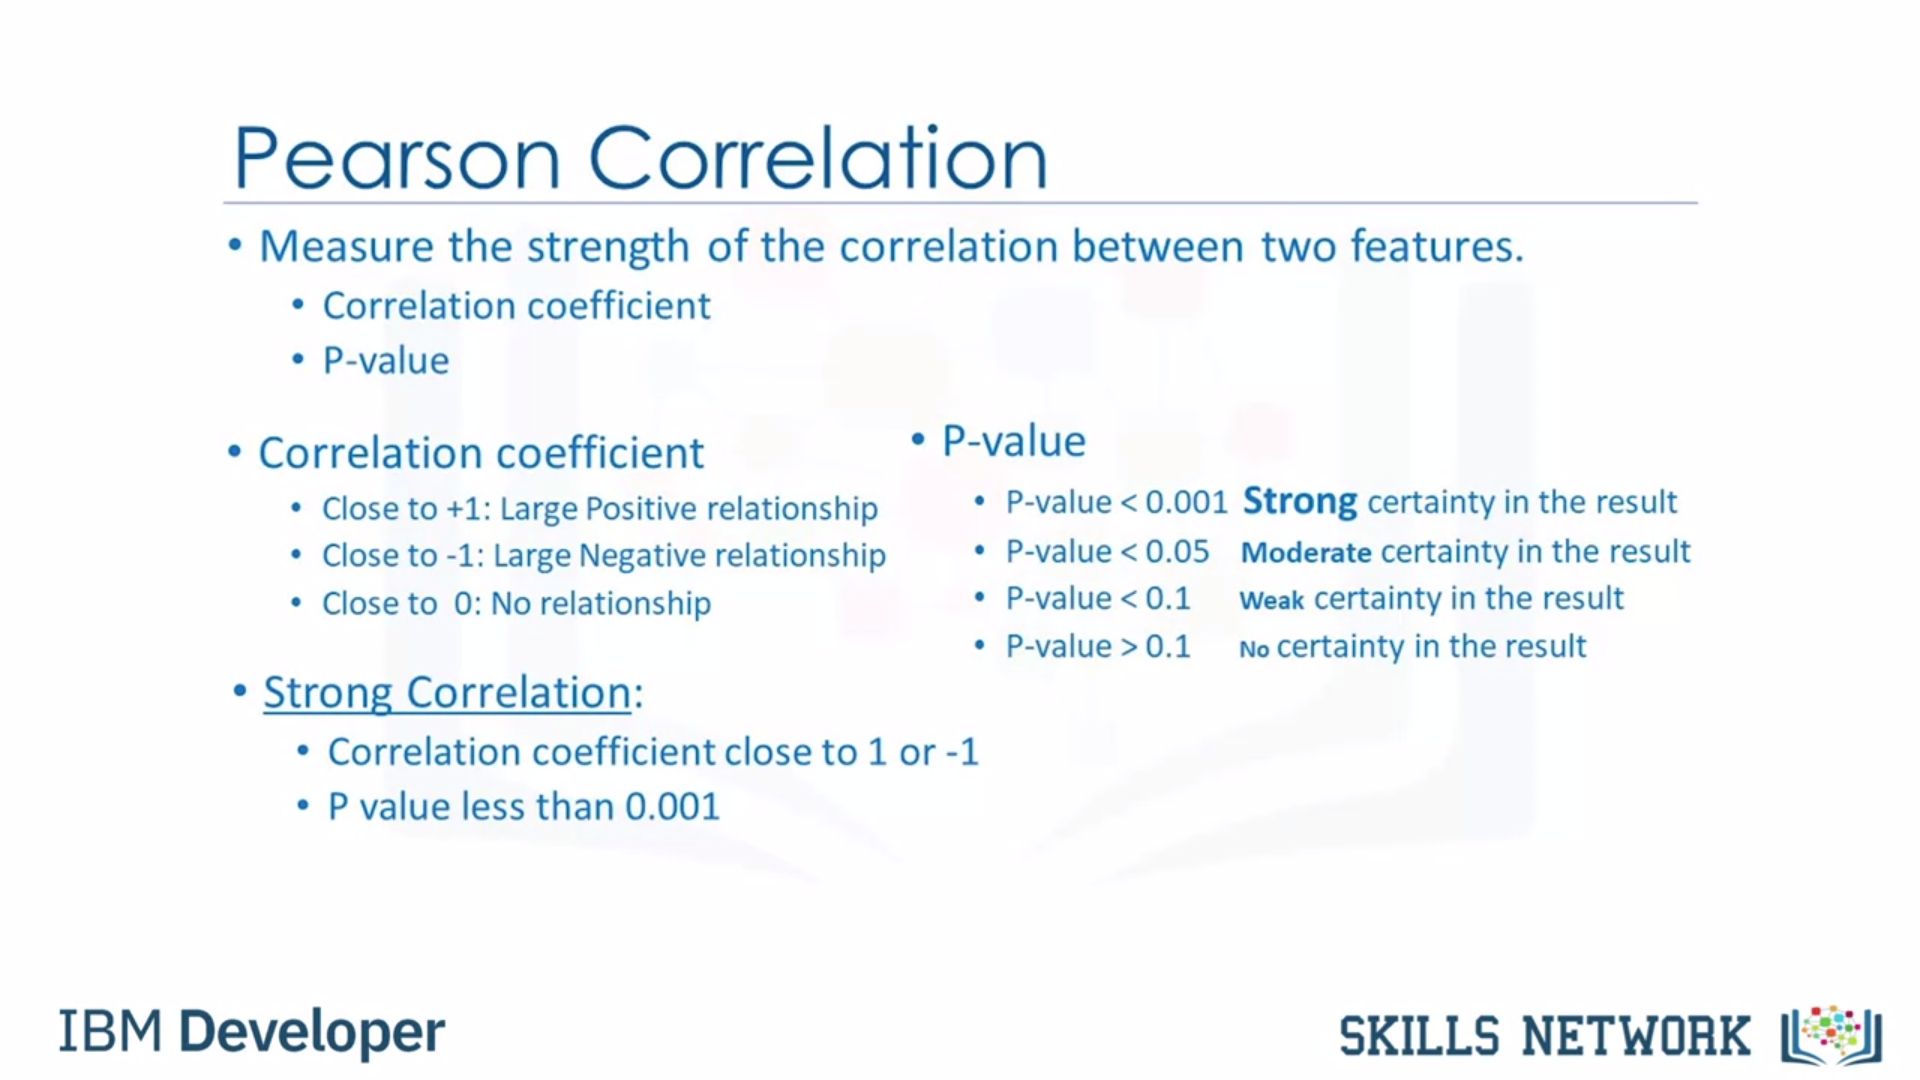 Pearson Correlation
• Measure the strength of the correlation between two features.
• Correlation coefficient
• P-value
• Correlation coefficient
• Close to +1: Large Positive relationship
• Close to -1: Large Negative relationship
• Close to 0: No relationship
• P-value
• P-value < 0.001 Strong certainty in the result
• P-value < 0.05 Moderate certainty in the result
• P-value < 0.1 Weak certainty in the result
• P-value > 0.1 No certainty in the result
• Strong Correlation:
• Correlation coefficient close to 1 or -1
• P value less than 0.001
IBM Developer
SKILLS NETWORK